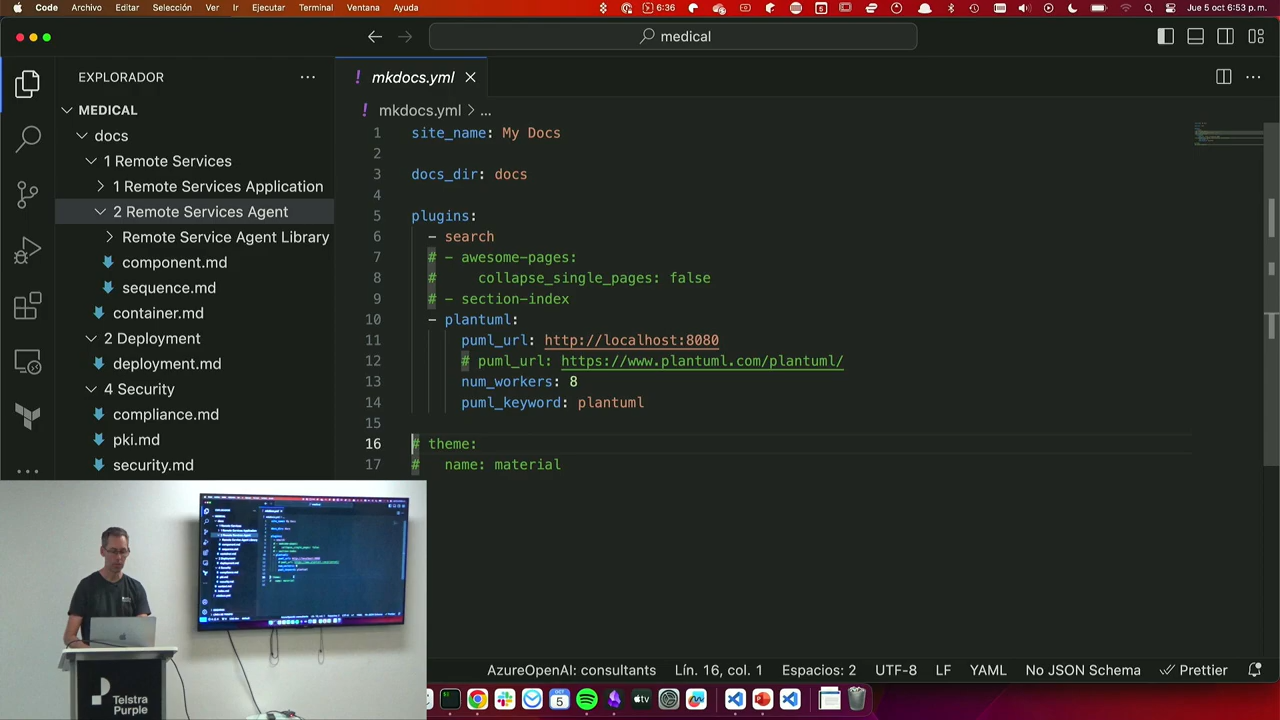 Code Archivo Editar Selección Ver Ir Ejecutar Terminal Ventana Ayuda 6:36 Jue 5 oct 6:53 p. m.
medical
EXPLORADOR
mkdocs.yml
MEDICAL
mkdocs.yml > ...
docs
1 Remote Services
1 Remote Services Application
2 Remote Services Agent
Remote Service Agent Library
component.md
sequence.md
container.md
2 Deployment
deployment.md
4 Security
compliance.md
pki.md
security.md
1 site_name: My Docs
2
3 docs_dir: docs
4
5 plugins:
6 - search
7 # - awesome-pages:
8 # collapse_single_pages: false
9 # - section-index
10 - plantuml:
11 puml_url: http://localhost:8080
12 # puml_url: https://www.plantuml.com/plantuml/
13 num_workers: 8
14 puml_keyword: plantuml
15
16 # theme:
17 # name: material
Telstra
Purple
AzureOpenAI: consultants Lín. 16, col. 1 Espacios: 2 UTF-8 LF YAML No JSON Schema Prettier
OCT
5
tv